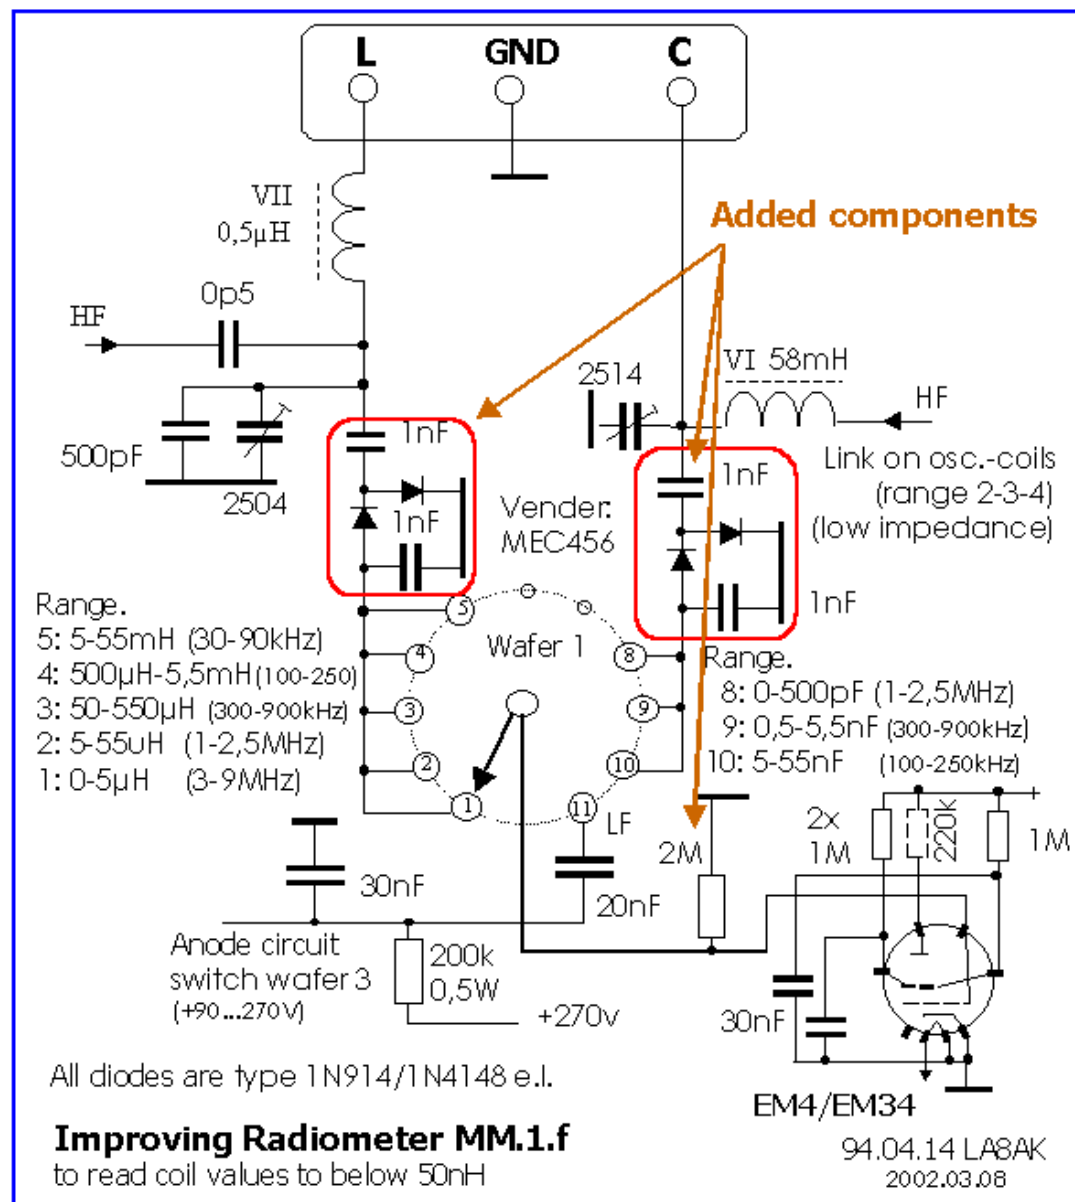 L GND C
VII
0,5µH
Added components
0p5
HF
2514
VI 58mH
HF
500pF
2504
1nF
1nF
Vender:
MEC456
1nF
1nF
Link on osc.-coils
(range 2-3-4)
(low impedance)
Range.
5: 5-55mH (30-90kHz)
4: 500µH-5,5mH (100-250)
3: 50-550µH (300-900kHz)
2: 5-55uH (1-2,5MHz)
1: 0-5µH (3-9MHz)
Wafer 1
5
4
3
2
1
8
9
10
11
LF
Range.
8: 0-500pF (1-2,5MHz)
9: 0,5-5,5nF (300-900kHz)
10: 5-55nF (100-250kHz)
30nF
20nF
2M
2x
1M
220k
+
1M
Anode circuit
switch wafer 3
(+90...270V)
200k
0,5W
+270v
30nF
All diodes are type 1N914/1N4148 e.l.
EM4/EM34
Improving Radiometer MM.1.f
to read coil values to below 50nH
94.04.14 LA8AK
2002.03.08